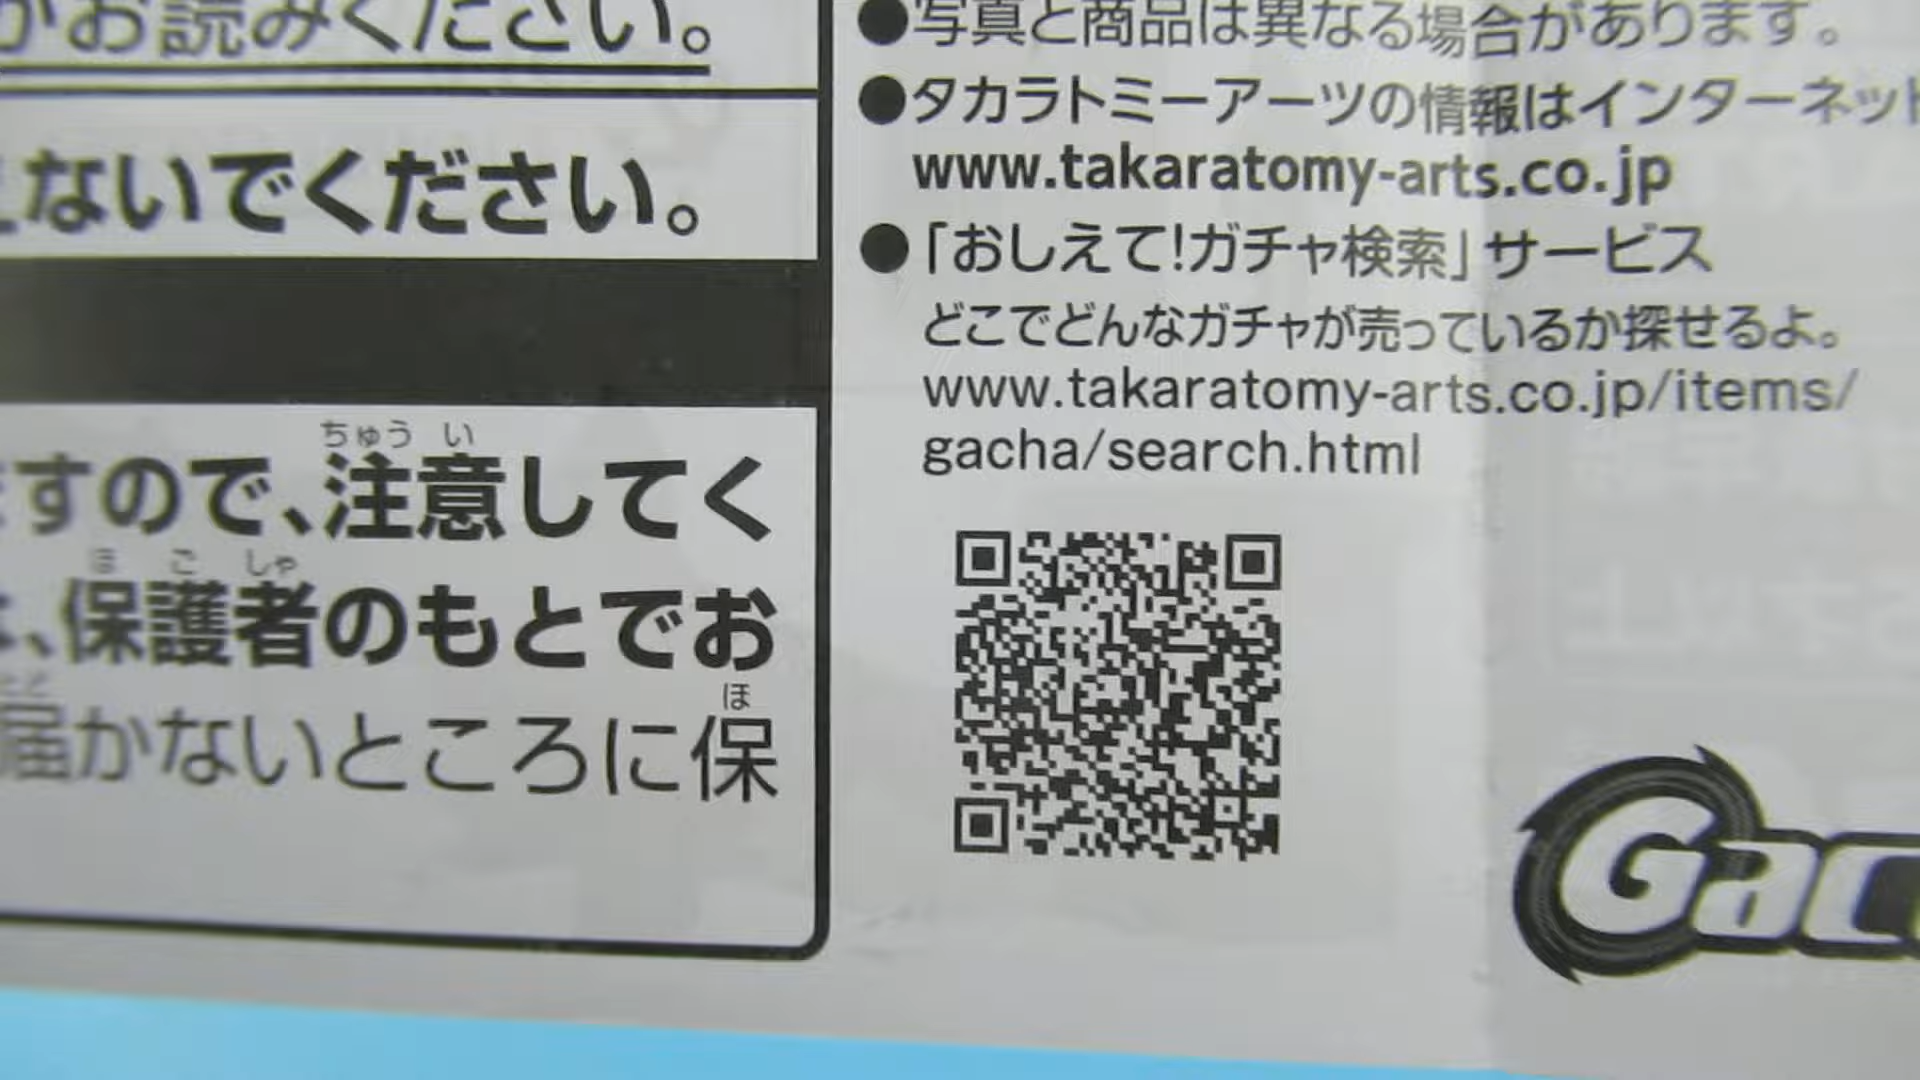 お読みください。
ないでください。
すので、注意してく
ちゅう い
保護者のもとでお
ほ ご しゃ
届かないところに保
ほ
●写真と商品は異なる場合があります。
●タカラトミーアーツの情報はインターネット
www.takaratomy-arts.co.jp
●「おしえて!ガチャ検索」サービス
どこでどんなガチャが売っているか探せるよ。
www.takaratomy-arts.co.jp/items/
gacha/search.html
Gac